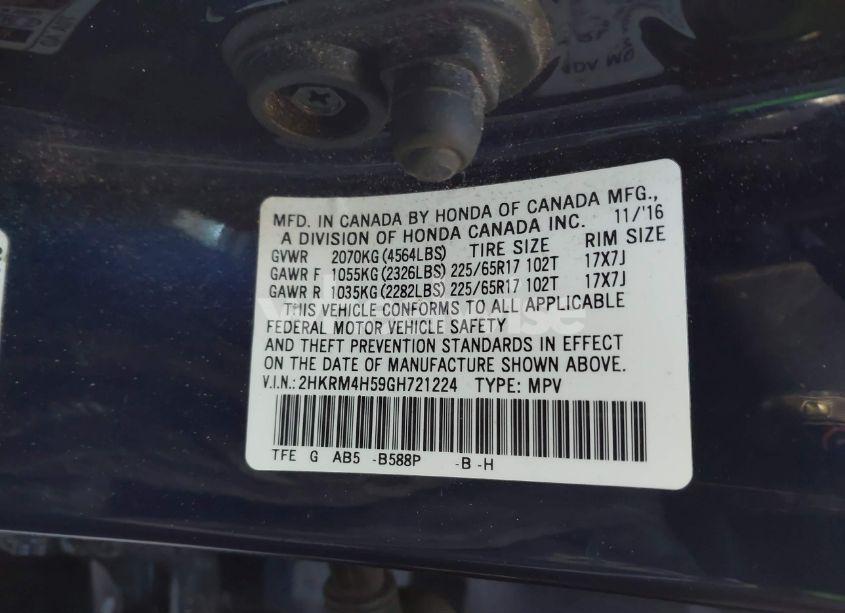 MFD. IN CANADA BY HONDA OF CANADA MFG.,
A DIVISION OF HONDA CANADA INC. 11/'16
TIRE SIZE RIM SIZE
GVWR 2070KG(4564LBS)
GAWR F 1055KG(2326LBS) 225/65R17 102T 17X7J
GAWR R 1035KG(2282LBS) 225/65R17 102T 17X7J
THIS VEHICLE CONFORMS TO ALL APPLICABLE
FEDERAL MOTOR VEHICLE SAFETY
AND THEFT PREVENTION STANDARDS IN EFFECT
ON THE DATE OF MANUFACTURE SHOWN ABOVE.
V.I.N.: 2HKRM4H59GH721224 TYPE: MPV
TFE G AB5 -B588P -B -H